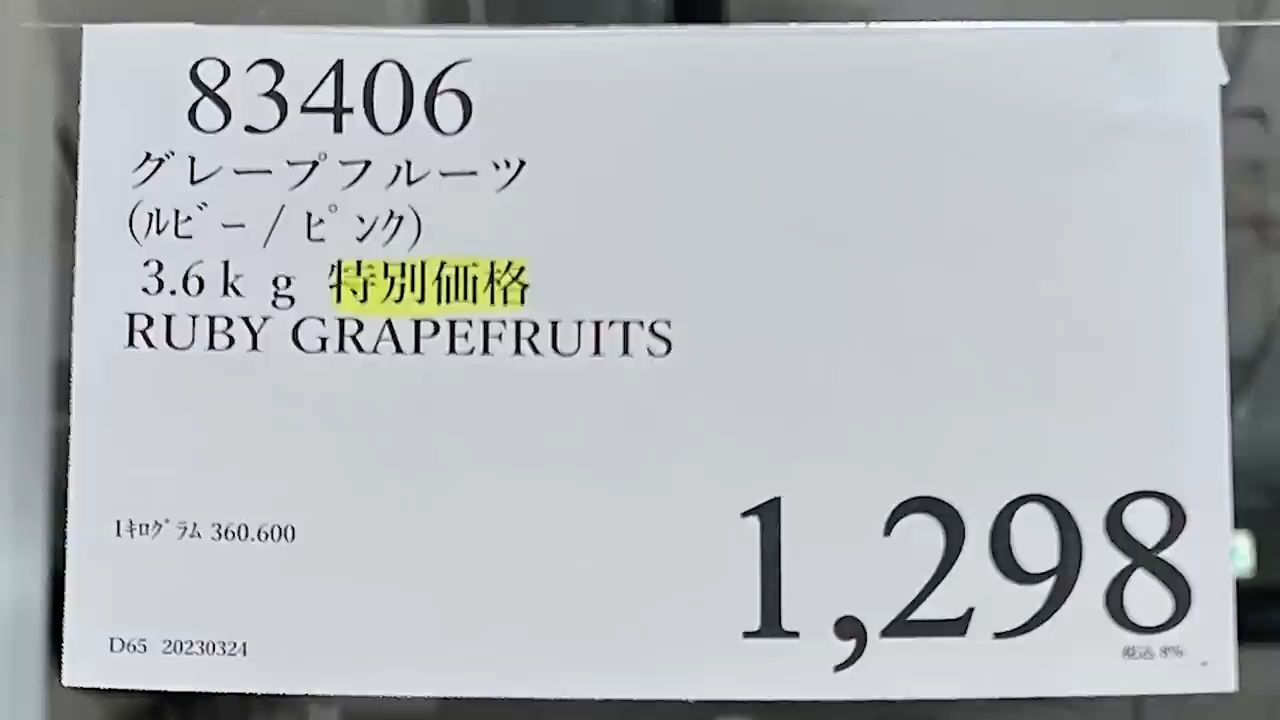 83406
グレープフルーツ
(ルビー / ピンク)
3.6kg 特別価格
RUBY GRAPEFRUITS
1キログラム 360.600
1,298
税込 8%
D65 20230324